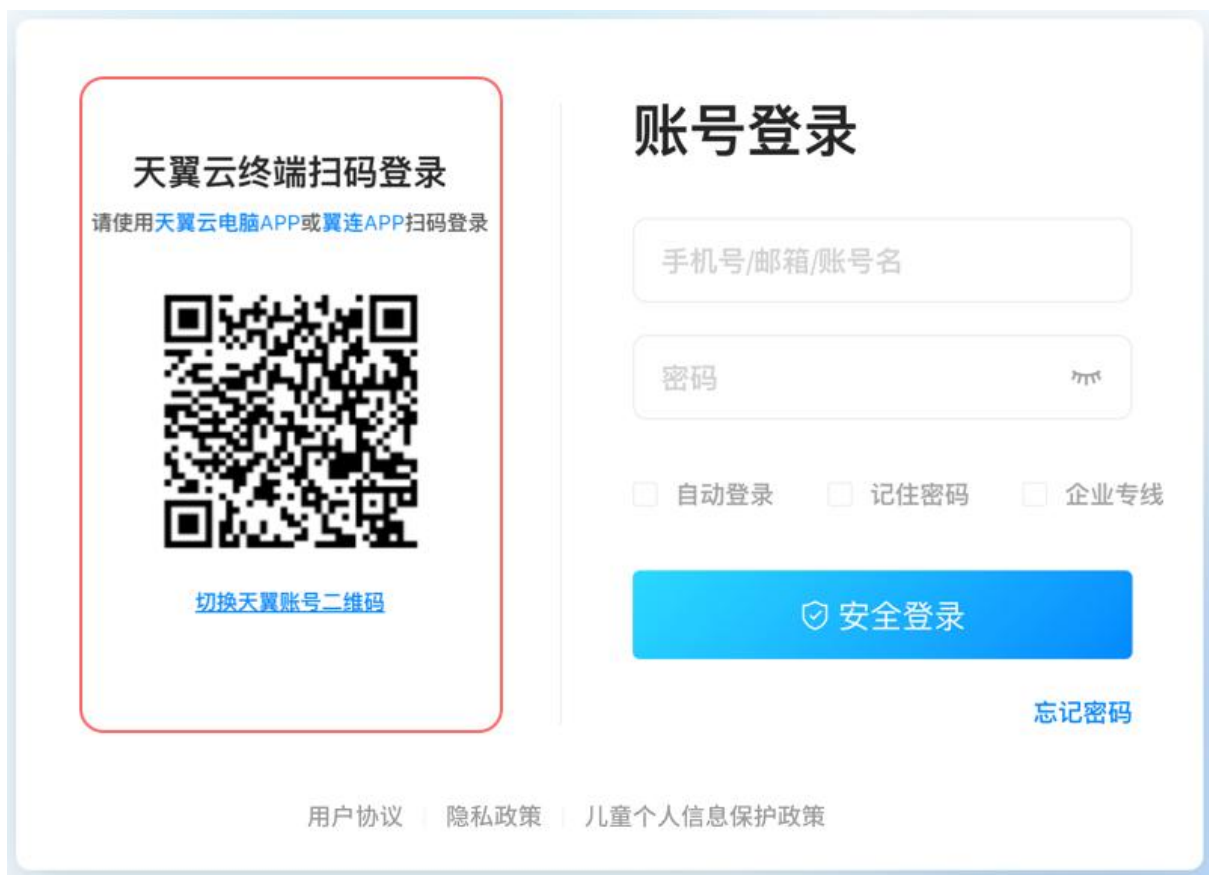 天翼云终端扫码登录
请使用天翼云电脑APP或翼连APP扫码登录
切换天翼账号二维码
账号登录
手机号/邮箱/账号名
密码
自动登录 记住密码 企业专线
安全登录
忘记密码
用户协议 隐私政策 儿童个人信息保护政策